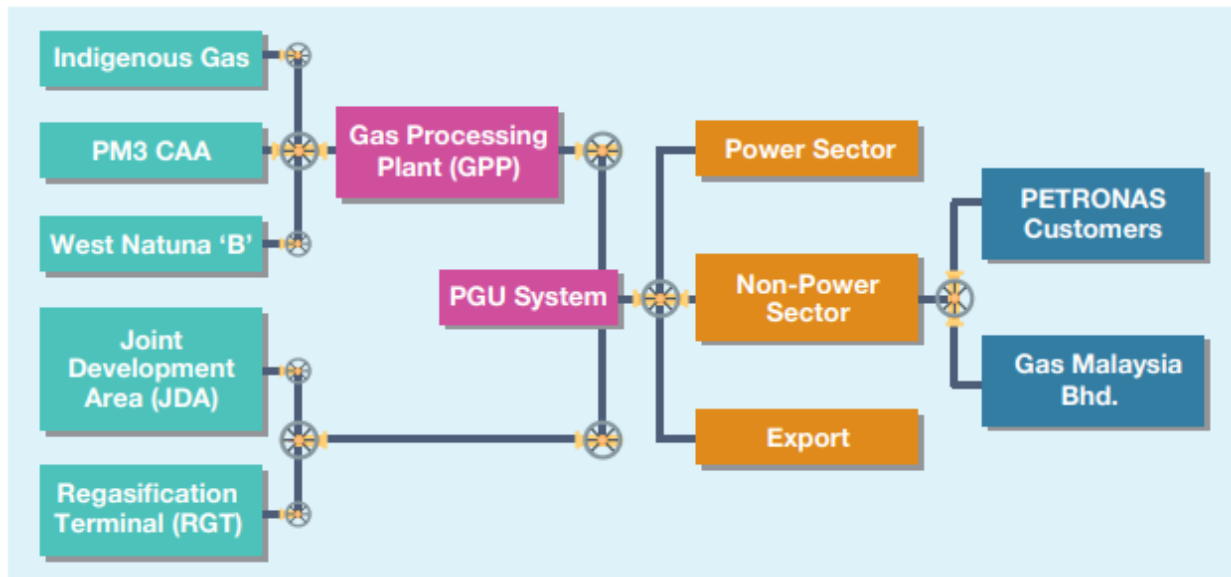 Indigenous Gas
PM3 CAA
West Natuna ‘B’
Joint
Development
Area (JDA)
Regasification
Terminal (RGT)
Gas Processing
Plant (GPP)
PGU System
Power Sector
Non-Power
Sector
Export
PETRONAS
Customers
Gas Malaysia
Bhd.